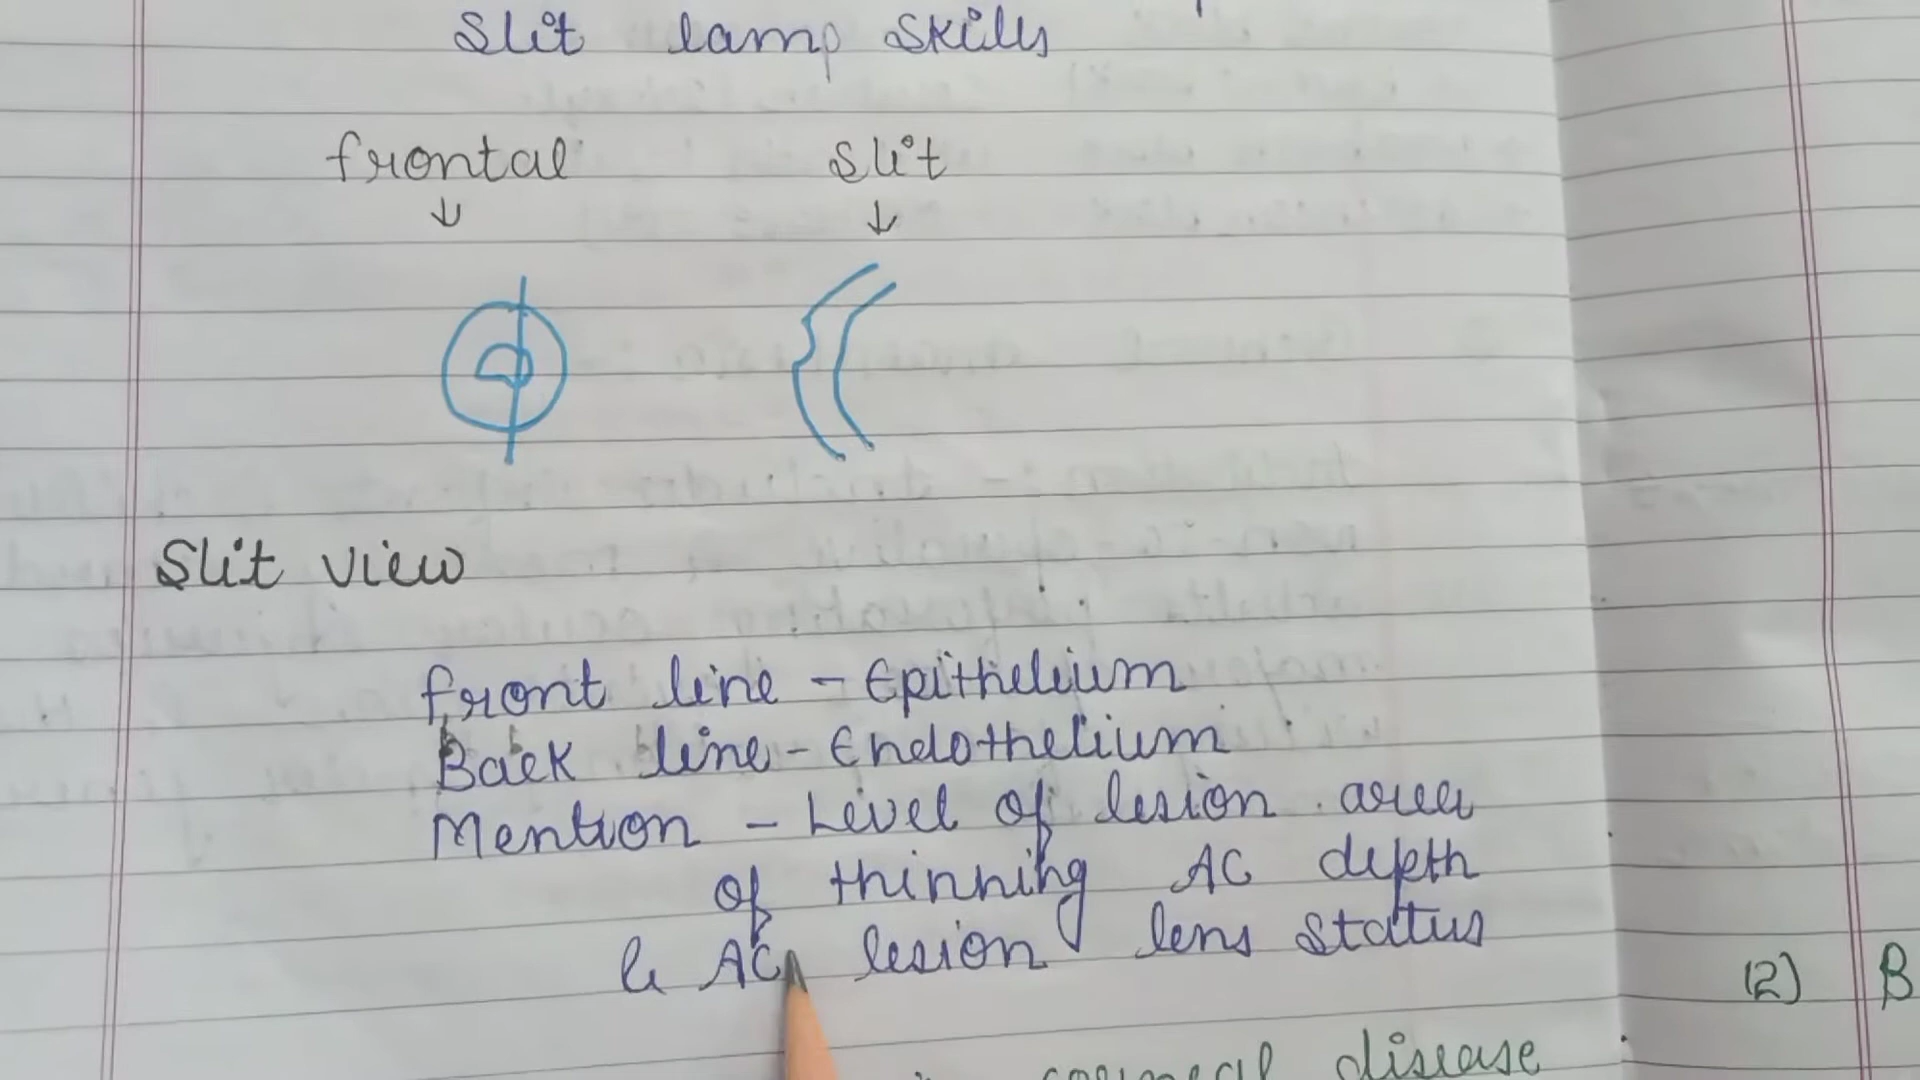 Slit lamp skills
frontal slit
↓ ↓
Slit view
front line - Epithelium
Back line - Endothelium
Mention - Level of lesion area
of thinning AC depth
& AC lesion lens status
(2) B
corneal disease